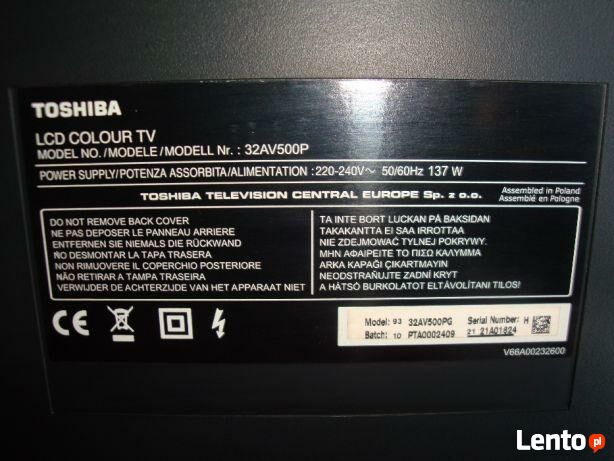 TOSHIBA
LCD COLOUR TV
MODEL NO./MODELE/MODELL Nr. : 32AV500P
POWER SUPPLY/POTENZA ASSORBITA/ALIMENTATION : 220-240V~ 50/60Hz 137 W
TOSHIBA TELEVISION CENTRAL EUROPE Sp. z o.o.
Assembled in Poland
Assemblé en Pologne
DO NOT REMOVE BACK COVER
NE PAS DEPOSER LE PANNEAU ARRIERE
ENTFERNEN SIE NIEMALS DIE RÜCKWAND
NO DESMONTAR LA TAPA TRASERA
NON RIMUOVERE IL COPERCHIO POSTERIORE
NÃO RETIRAR A TAMPA TRASEIRA
VERWIJDER DE ACHTERZIJDE VAN HET APPARAAT NIET
TA INTE BORT LUCKAN PÅ BAKSIDAN
TAKAKANTTA EI SAA IRROTTAA
NIE ZDEJMOWAĆ TYLNEJ POKRYWY.
ΜΗΝ ΑΦΑΙΡΕΙΤΕ ΤΟ ΠΙΣΩ ΚΑΛΥΜΜΑ
ARKA KAPAĞI ÇIKARTMAYIN
NEODSTRAŇUJTE ZADNÍ KRYT
A HÁTSÓ BURKOLATOT ELTÁVOLÍTANI TILOS!
CE
93
Model: 93 32AV500PG Serial Number: H
Batch: 10 PTA0002409 21 21A01824
V66A00232600
Lento pl